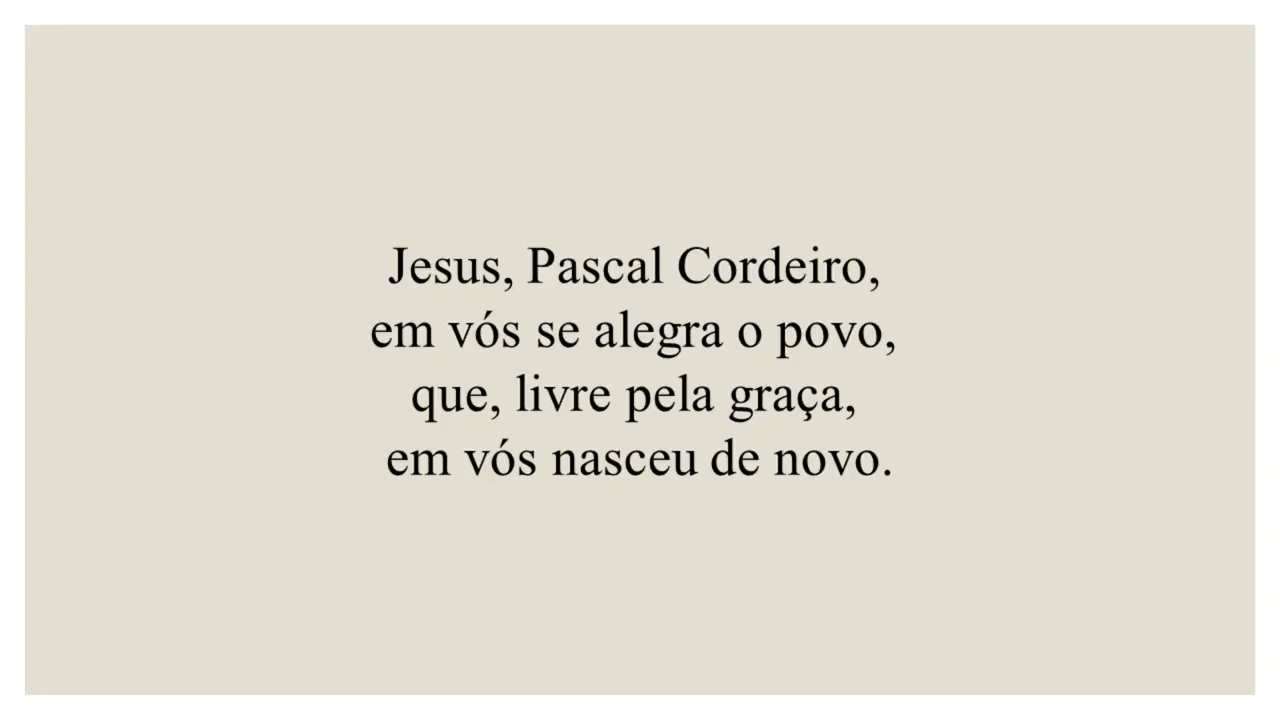 Jesus, Pascal Cordeiro,
em vós se alegra o povo,
que, livre pela graça,
em vós nasceu de novo.